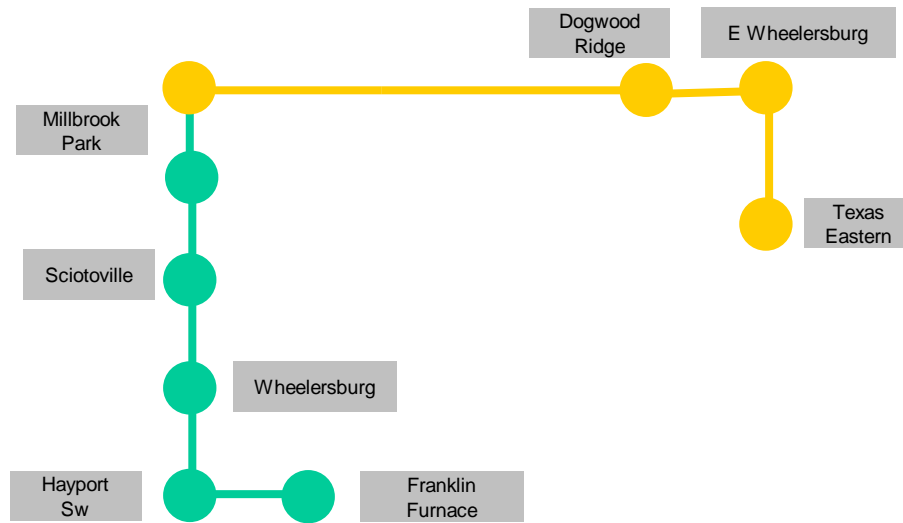 Dogwood
Ridge
E Wheelersburg
Millbrook
Park
Texas
Eastern
Sciotoville
Wheelersburg
Hayport
Sw
Franklin
Furnace